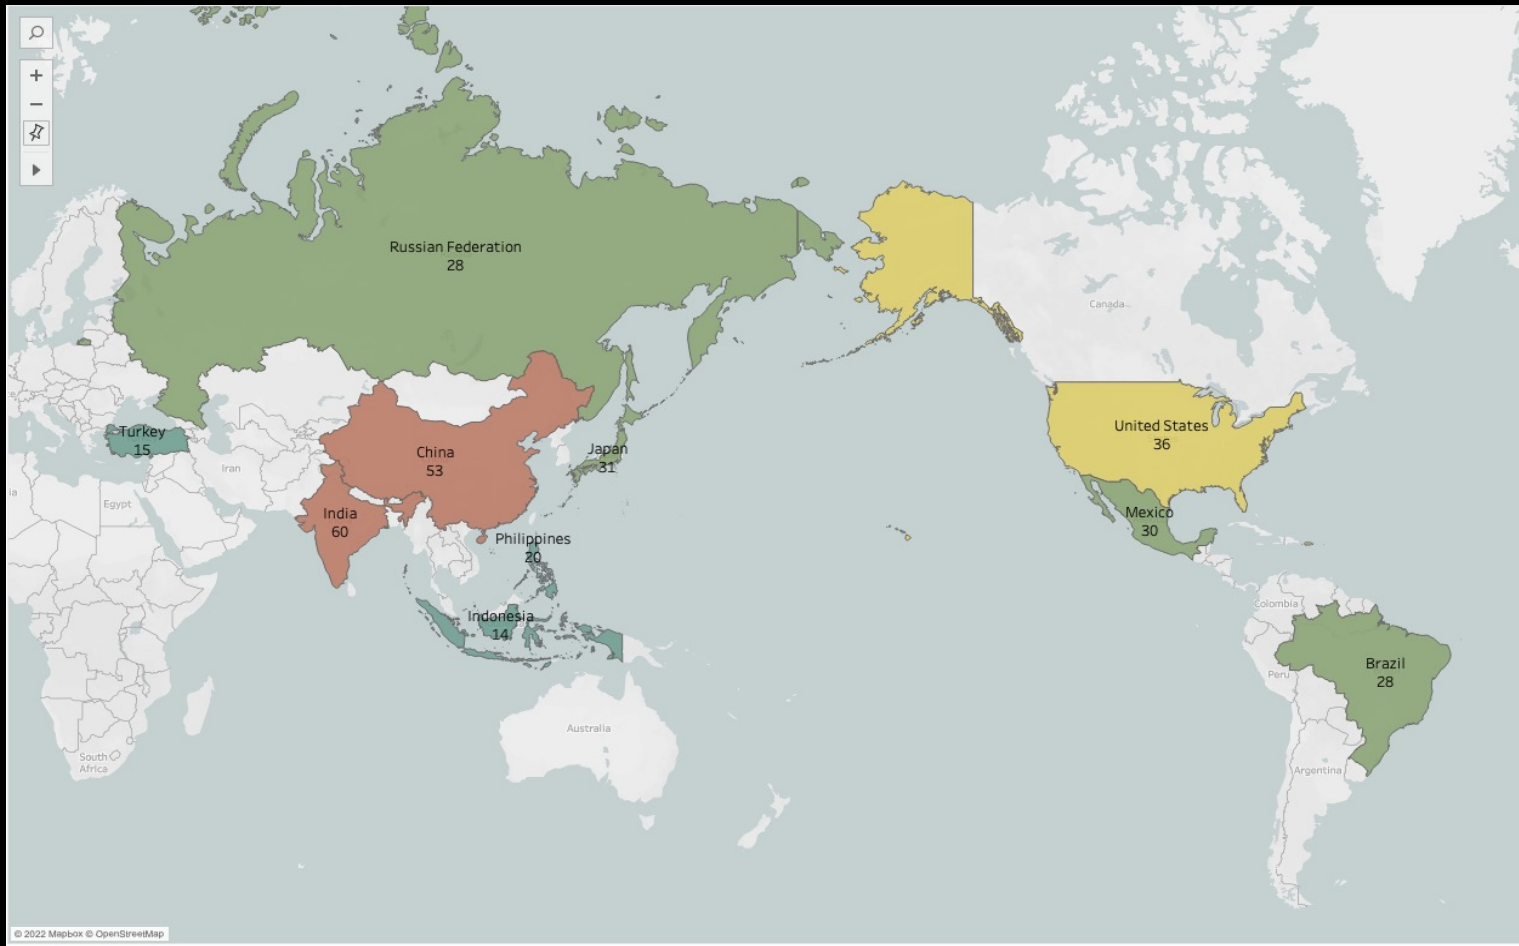 Russian Federation
28
Canada
Turkey
15
China
53
Japan
31
United States
36
Iran
Egypt
India
60
Mexico
30
Philippines
20
Indonesia
14
Colombia
Brazil
28
Peru
Australia
South
Africa
Argentina
© 2022 Mapbox © OpenStreetMap